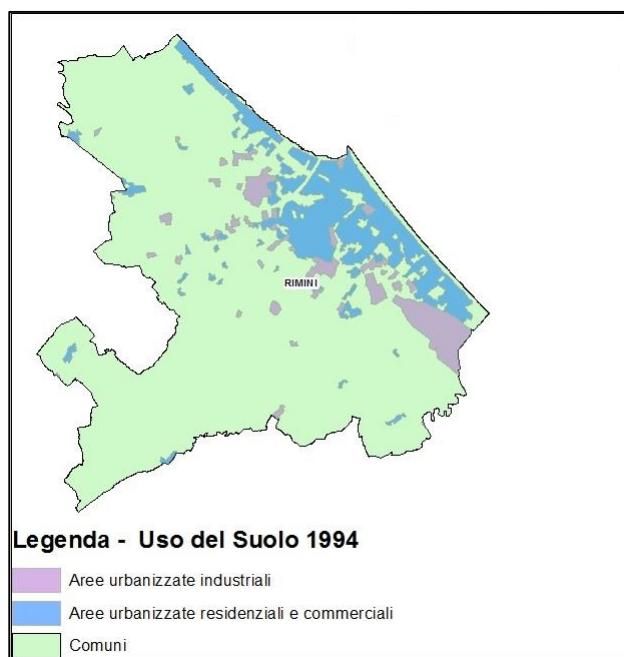 RIMINI
Legenda - Uso del Suolo 1994
Aree urbanizzate industriali
Aree urbanizzate residenziali e commerciali
Comuni